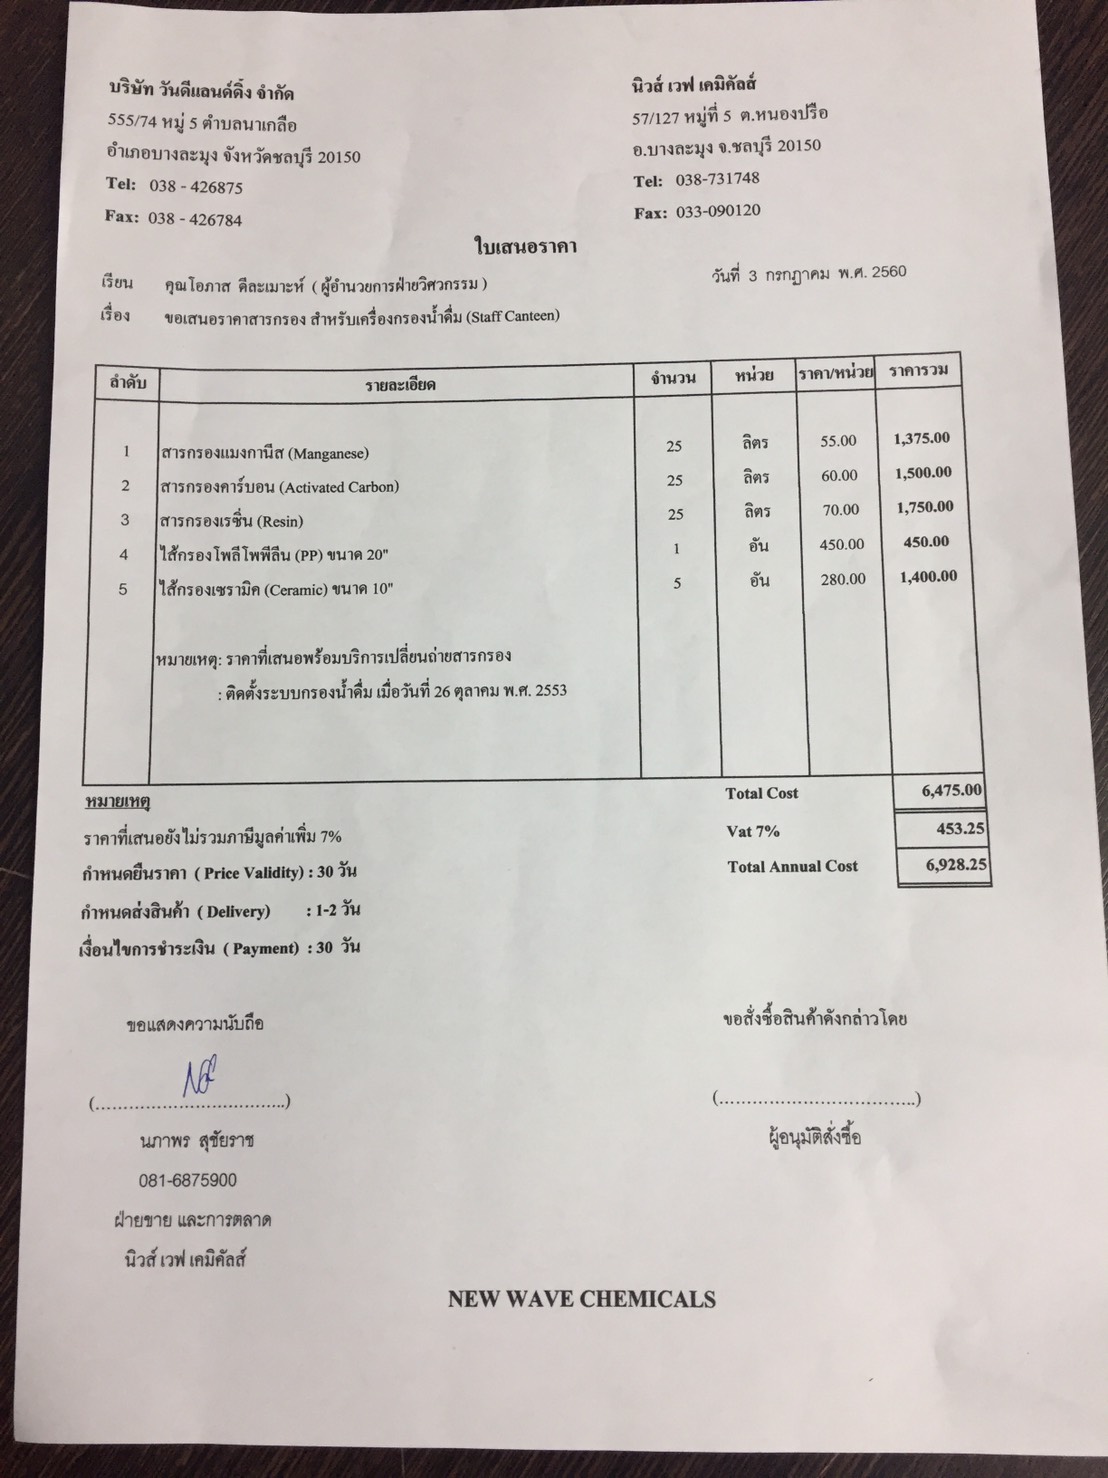 บริษัท วันดีแลนด์ดิ้ง จำกัด
555/74 หมู่ 5 ตำบลนาเกลือ
อำเภอบางละมุง จังหวัดชลบุรี 20150
Tel: 038 - 426875
Fax: 038 - 426784
นิวส์ เวฟ เคมิคัลส์
57/127 หมู่ที่ 5 ต.หนองปรือ
อ.บางละมุง จ.ชลบุรี 20150
Tel: 038-731748
Fax: 033-090120
ใบเสนอราคา
วันที่ 3 กรกฎาคม พ.ศ. 2560
เรียน คุณโอภาส ดีละเมาะห์ ( ผู้อำนวยการฝ่ายวิศวกรรม )
เรื่อง ขอเสนอราคาสารกรอง สำหรับเครื่องกรองน้ำดื่ม (Staff Canteen)
ลำดับ รายละเอียด จำนวน หน่วย ราคา/หน่วย ราคารวม
1 สารกรองแมงกานีส (Manganese) 25 ลิตร 55.00 1,375.00
2 สารกรองคาร์บอน (Activated Carbon) 25 ลิตร 60.00 1,500.00
3 สารกรองเรซิ่น (Resin) 25 ลิตร 70.00 1,750.00
4 ไส้กรองโพลีโพพีลีน (PP) ขนาด 20" 1 อัน 450.00 450.00
5 ไส้กรองเซรามิค (Ceramic) ขนาด 10" 5 อัน 280.00 1,400.00
หมายเหตุ: ราคาที่เสนอพร้อมบริการเปลี่ยนถ่ายสารกรอง
: ติดตั้งระบบกรองน้ำดื่ม เมื่อวันที่ 26 ตุลาคม พ.ศ. 2553
Total Cost 6,475.00
Vat 7% 453.25
Total Annual Cost 6,928.25
หมายเหตุ
ราคาที่เสนอยังไม่รวมภาษีมูลค่าเพิ่ม 7%
กำหนดยืนราคา ( Price Validity) : 30 วัน
กำหนดส่งสินค้า ( Delivery) : 1-2 วัน
เงื่อนไขการชำระเงิน ( Payment) : 30 วัน
ขอแสดงความนับถือ
(.................................)
นภาพร สุชัยราช
081-6875900
ฝ่ายขาย และการตลาด
นิวส์ เวฟ เคมิคัลส์
ขอสั่งซื้อสินค้าดังกล่าวโดย
(..................................)
ผู้อนุมัติสั่งซื้อ
NEW WAVE CHEMICALS